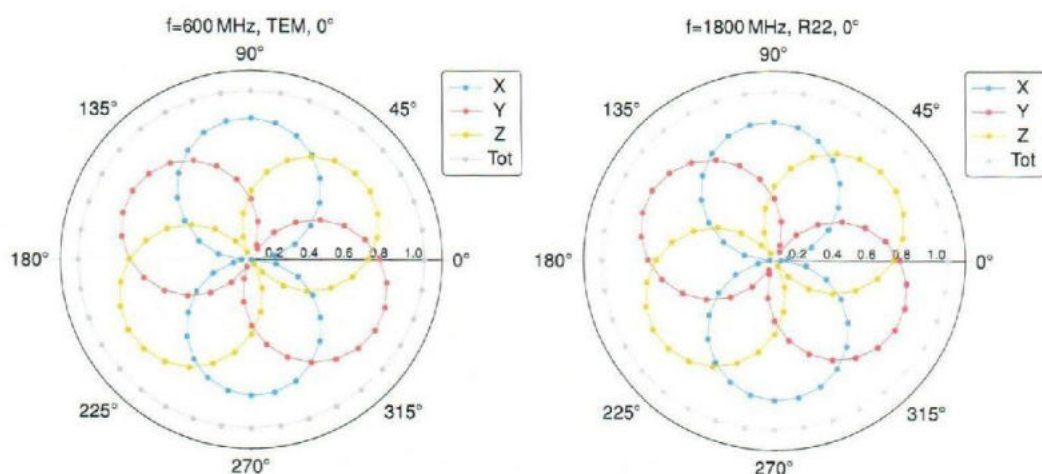 f=600 MHz, TEM, 0°
90°
135°
45°
X
Y
Z
Tot
180°
0.2 0.4 0.6 0.8 1.0
0°
225°
315°
270°
f=1800 MHz, R22, 0°
90°
135°
45°
X
Y
Z
Tot
180°
0.2 0.4 0.6 0.8 1.0
0°
225°
315°
270°